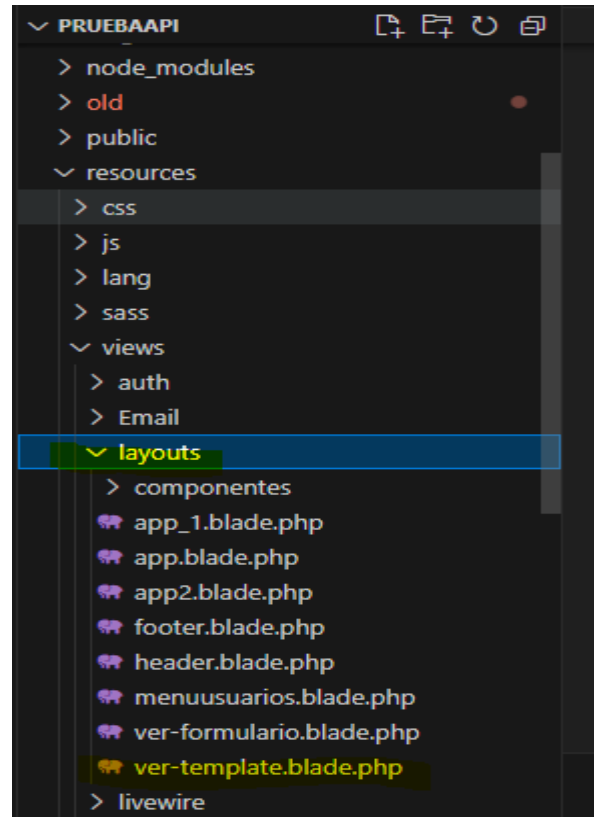 PRUEBAAPI
node_modules
old
public
resources
css
js
lang
sass
views
auth
Email
layouts
componentes
app_1.blade.php
app.blade.php
app2.blade.php
footer.blade.php
header.blade.php
menuusuarios.blade.php
ver-formulario.blade.php
ver-template.blade.php
livewire